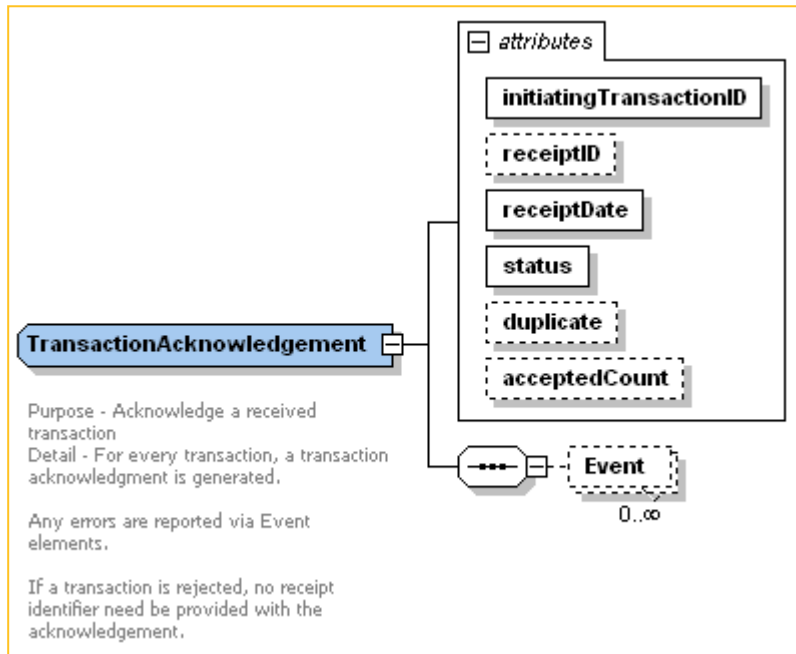 attributes
initiatingTransactionID
receiptID
receiptDate
status
duplicate
acceptedCount
TransactionAcknowledgement
Purpose - Acknowledge a received
transaction
Detail - For every transaction, a transaction
acknowledgment is generated.
Any errors are reported via Event
elements.
If a transaction is rejected, no receipt
identifier need be provided with the
acknowledgement.
Event
0..∞